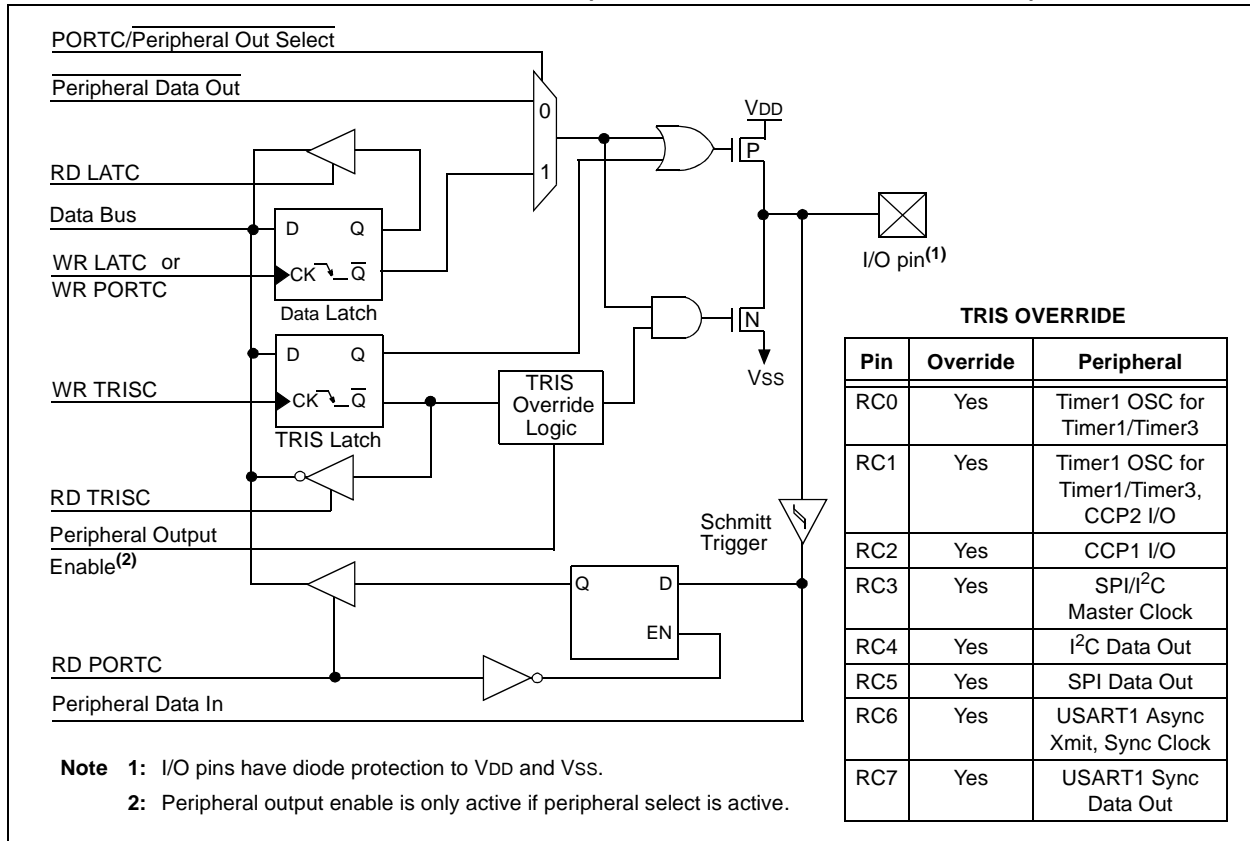 PORTC/Peripheral Out Select
Peripheral Data Out
0
1
VDD
P
RD LATC
Data Bus
D Q
WR LATC or
WR PORTC
CK Q
Data Latch
I/O pin(1)
N
VSS
D Q
WR TRISC
CK Q
TRIS Latch
TRIS
Override
Logic
RD TRISC
Peripheral Output
Enable(2)
Schmitt
Trigger
Q D
EN
RD PORTC
Peripheral Data In
TRIS OVERRIDE
Pin Override Peripheral
RC0 Yes Timer1 OSC for
Timer1/Timer3
RC1 Yes Timer1 OSC for
Timer1/Timer3,
CCP2 I/O
RC2 Yes CCP1 I/O
RC3 Yes SPI/I2C
Master Clock
RC4 Yes I2C Data Out
RC5 Yes SPI Data Out
RC6 Yes USART1 Async
Xmit, Sync Clock
RC7 Yes USART1 Sync
Data Out
Note 1: I/O pins have diode protection to VDD and VSS.
2: Peripheral output enable is only active if peripheral select is active.